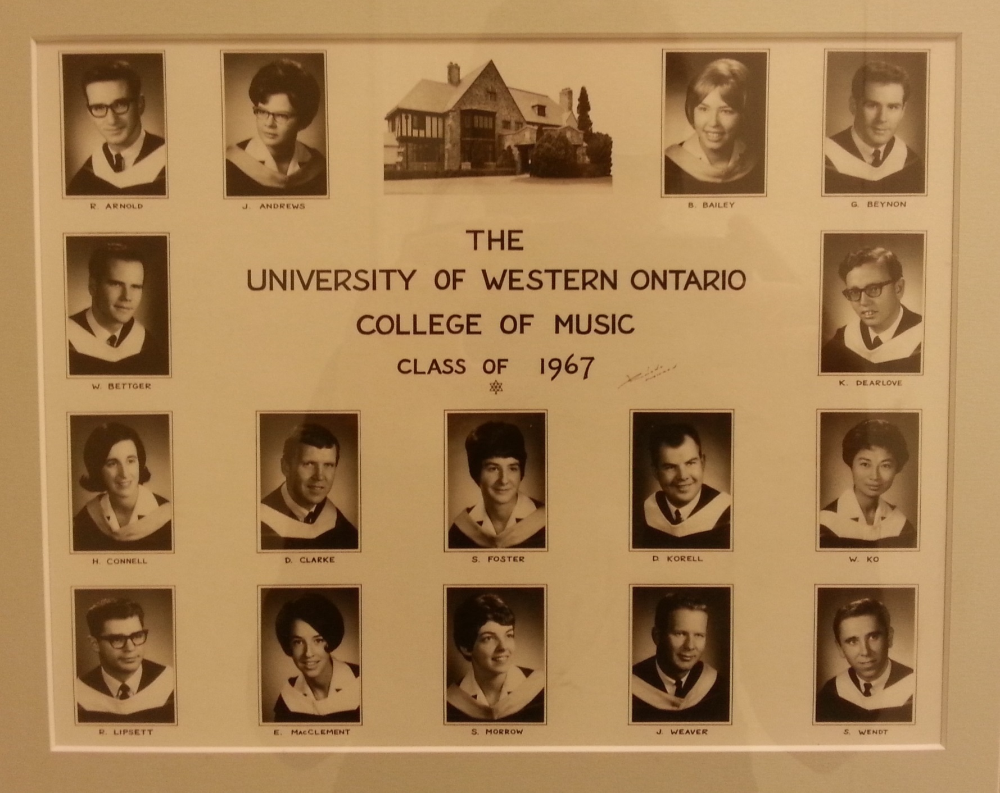 R. ARNOLD
J. ANDREWS
B. BAILEY
G. BEYNON
THE
UNIVERSITY OF WESTERN ONTARIO
COLLEGE OF MUSIC
CLASS OF 1967
W. BETTGER
K. DEARLOVE
H. CONNELL
D. CLARKE
S. FOSTER
D. KORELL
W. KO
R. LIPSETT
E. MacCLEMENT
S. MORROW
J. WEAVER
S. WENDT